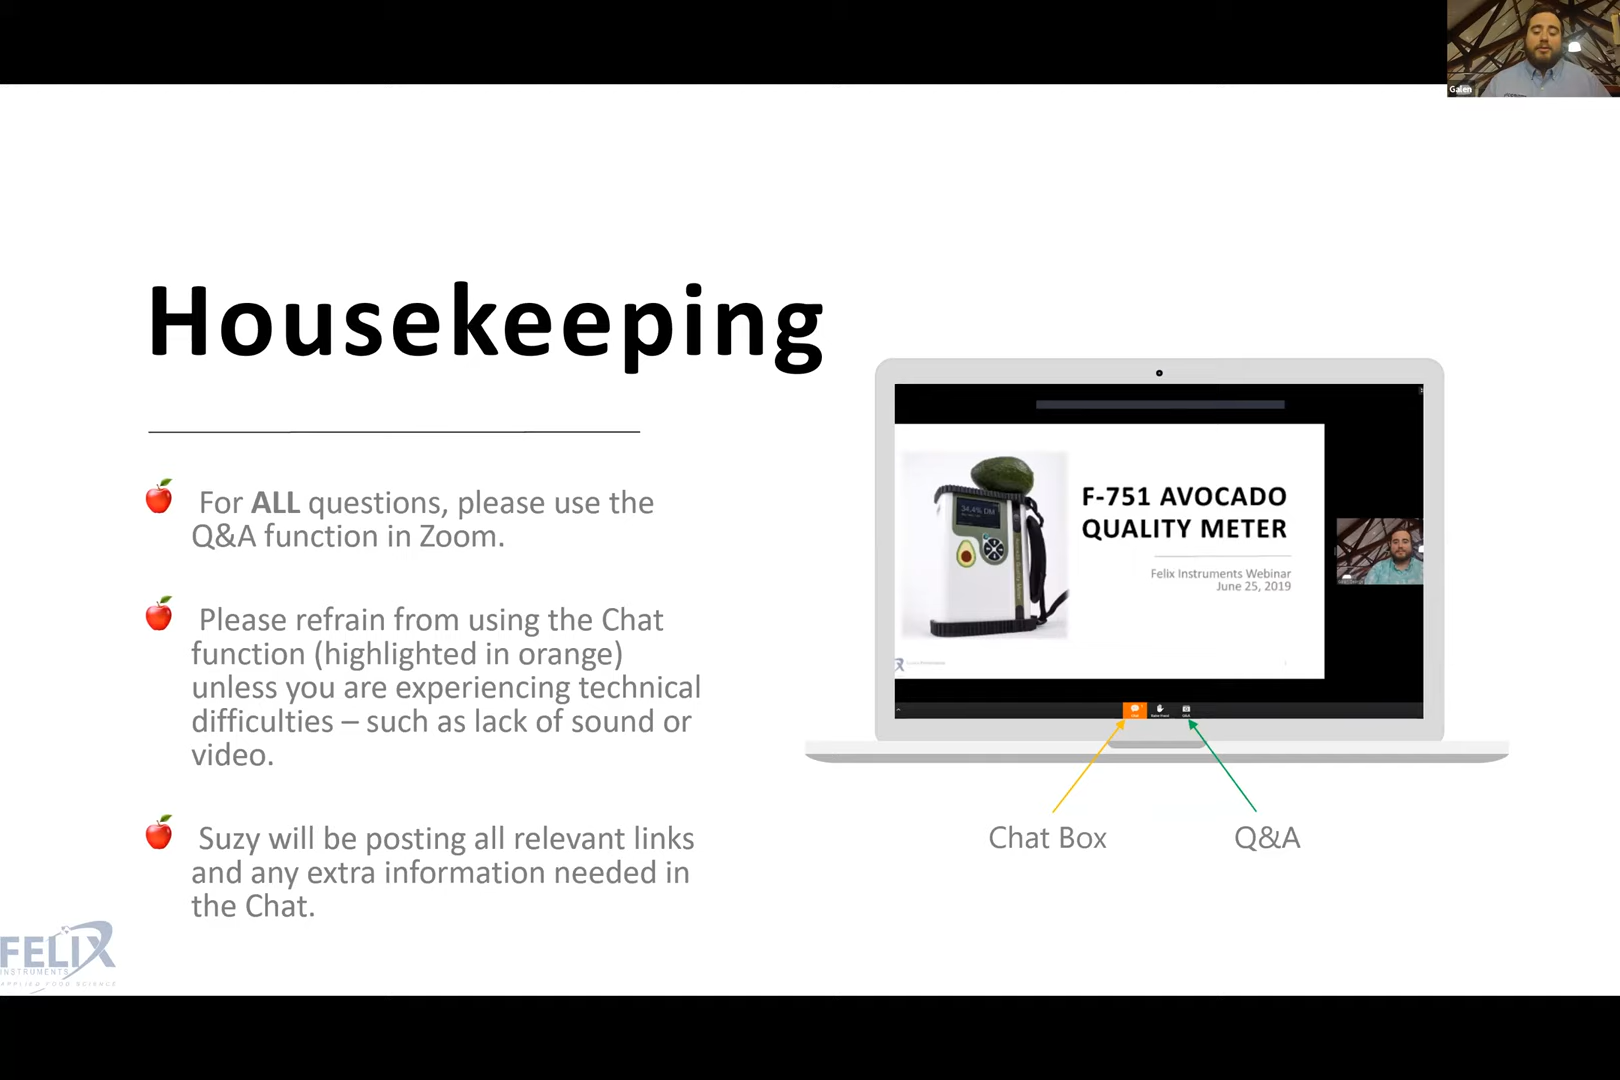 Galen
Housekeeping
For ALL questions, please use the
Q&A function in Zoom.
Please refrain from using the Chat
function (highlighted in orange)
unless you are experiencing technical
difficulties – such as lack of sound or
video.
Suzy will be posting all relevant links
and any extra information needed in
the Chat.
34.4% DM
F-751 AVOCADO
QUALITY METER
Felix Instruments Webinar
June 25, 2019
Chat Box
Q&A
FELIX
INSTRUMENTS
APPLIED FOOD SCIENCE